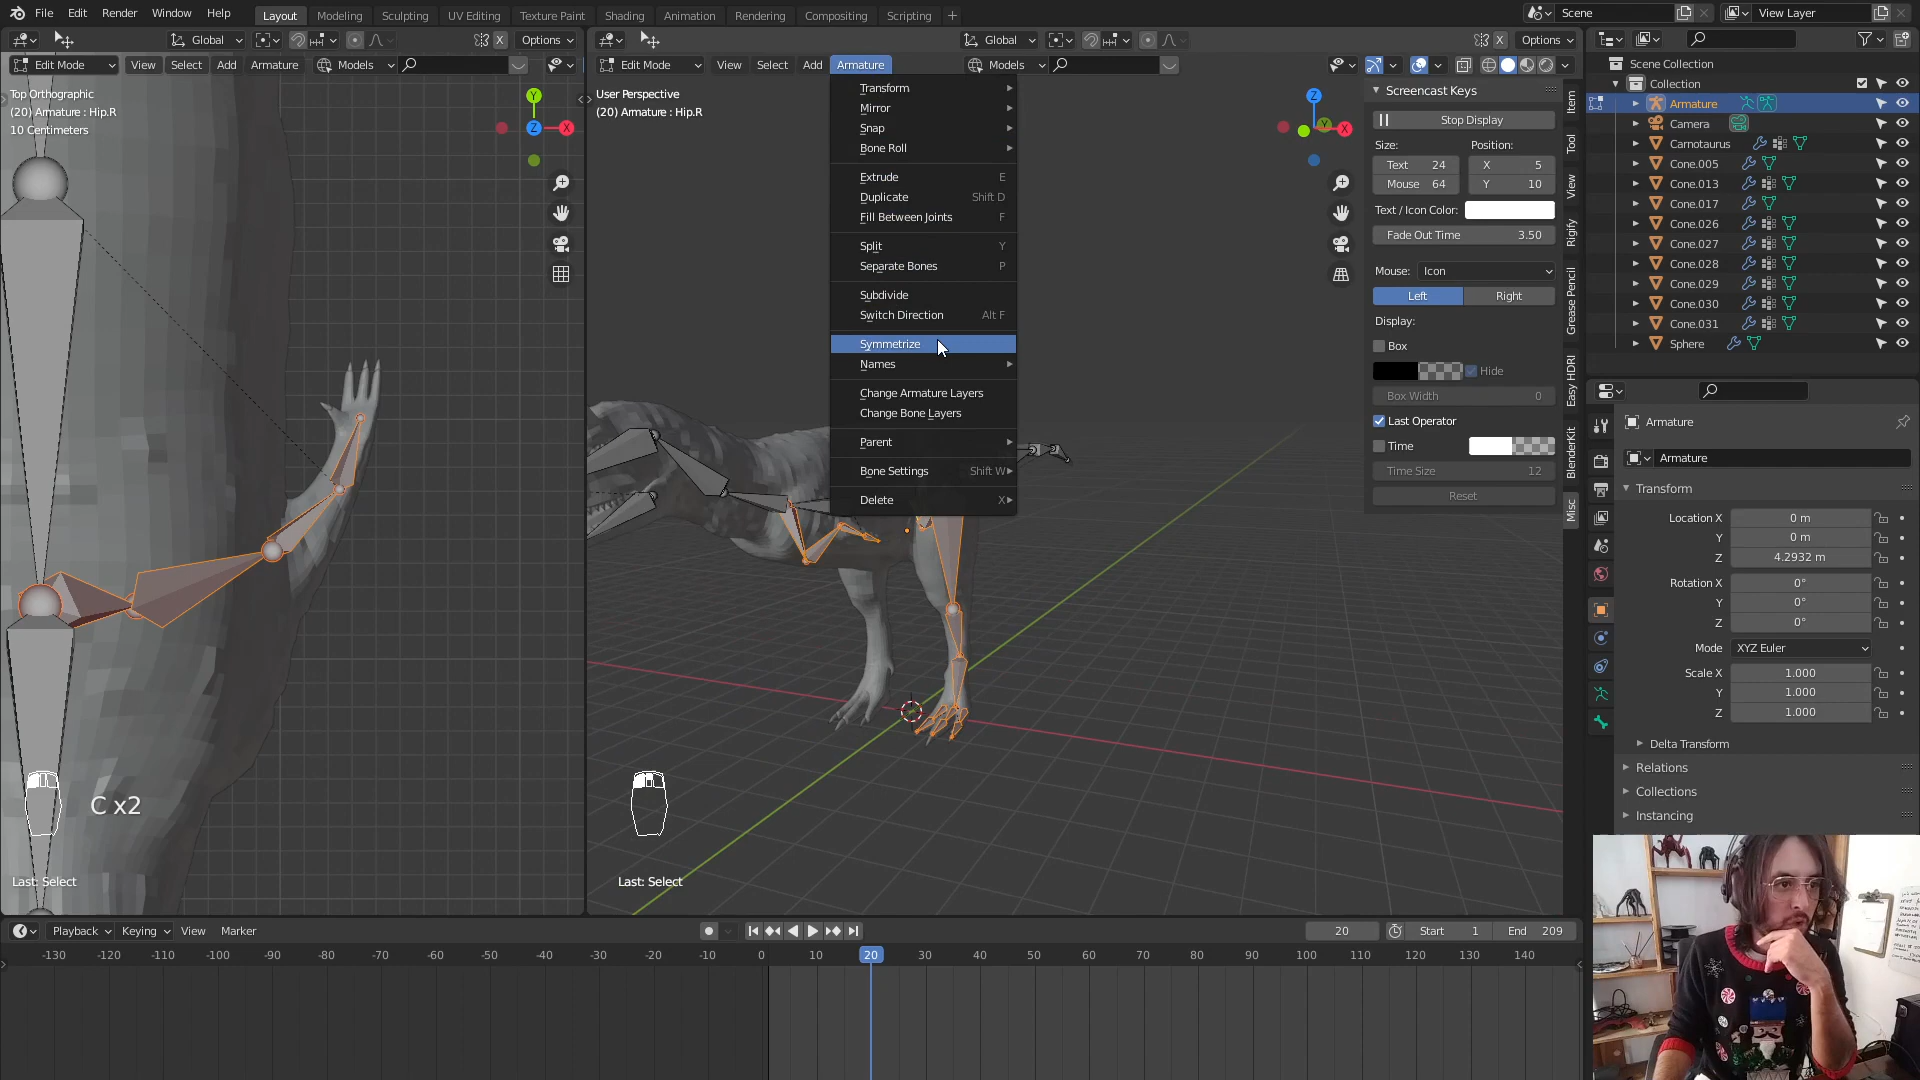 File Edit Render Window Help Layout Modeling Sculpting UV Editing Texture Paint Shading Animation Rendering Compositing Scripting + Scene View Layer
Global X Options Global X Options
Edit Mode View Select Add Armature Models Edit Mode View Select Add Armature Models
Top Orthographic
(20) Armature : Hip.R
10 Centimeters
User Perspective
(20) Armature : Hip.R
Transform
Mirror
Snap
Bone Roll
Extrude E
Duplicate Shift D
Fill Between Joints F
Split Y
Separate Bones P
Subdivide
Switch Direction Alt F
Symmetrize
Names
Change Armature Layers
Change Bone Layers
Parent
Bone Settings Shift W
Delete X
Y
Z
X
Z
Y
X
Screencast Keys
Stop Display
Size: Position:
Text 24 X 5
Mouse 64 Y 10
Text / Icon Color:
Fade Out Time 3.50
Mouse: Icon
Left Right
Display:
Box
Hide
Box Width 0
Last Operator
Time
Time Size 12
Reset
Item
Tool
View
Rigify
Grease Pencil
Easy HDRI
BlenderKit
Misc
Scene Collection
Collection
Armature
Camera
Carnotaurus
Cone.005
Cone.013
Cone.017
Cone.026
Cone.027
Cone.028
Cone.029
Cone.030
Cone.031
Sphere
Armature
Armature
Transform
Location X 0 m
Y 0 m
Z 4.2932 m
Rotation X 0°
Y 0°
Z 0°
Mode XYZ Euler
Scale X 1.000
Y 1.000
Z 1.000
Delta Transform
Relations
Collections
Instancing
C x2
Last: Select
Last: Select
Playback Keying View Marker 20 Start 1 End 209
-130 -120 -110 -100 -90 -80 -70 -60 -50 -40 -30 -20 -10 0 10 20 30 40 50 60 70 80 90 100 110 120 130 140